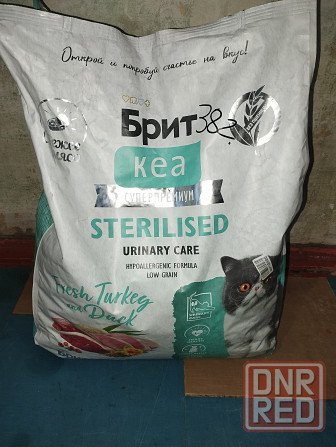 Открой и попробуй счастье на вкус!
Брит
кеа
СУПЕРПРЕМИУМ
STERILISED
URINARY CARE
HYPOALLERGENIC FORMULA
LOW GRAIN
Fresh Turkey
and Duck
DNR
RED